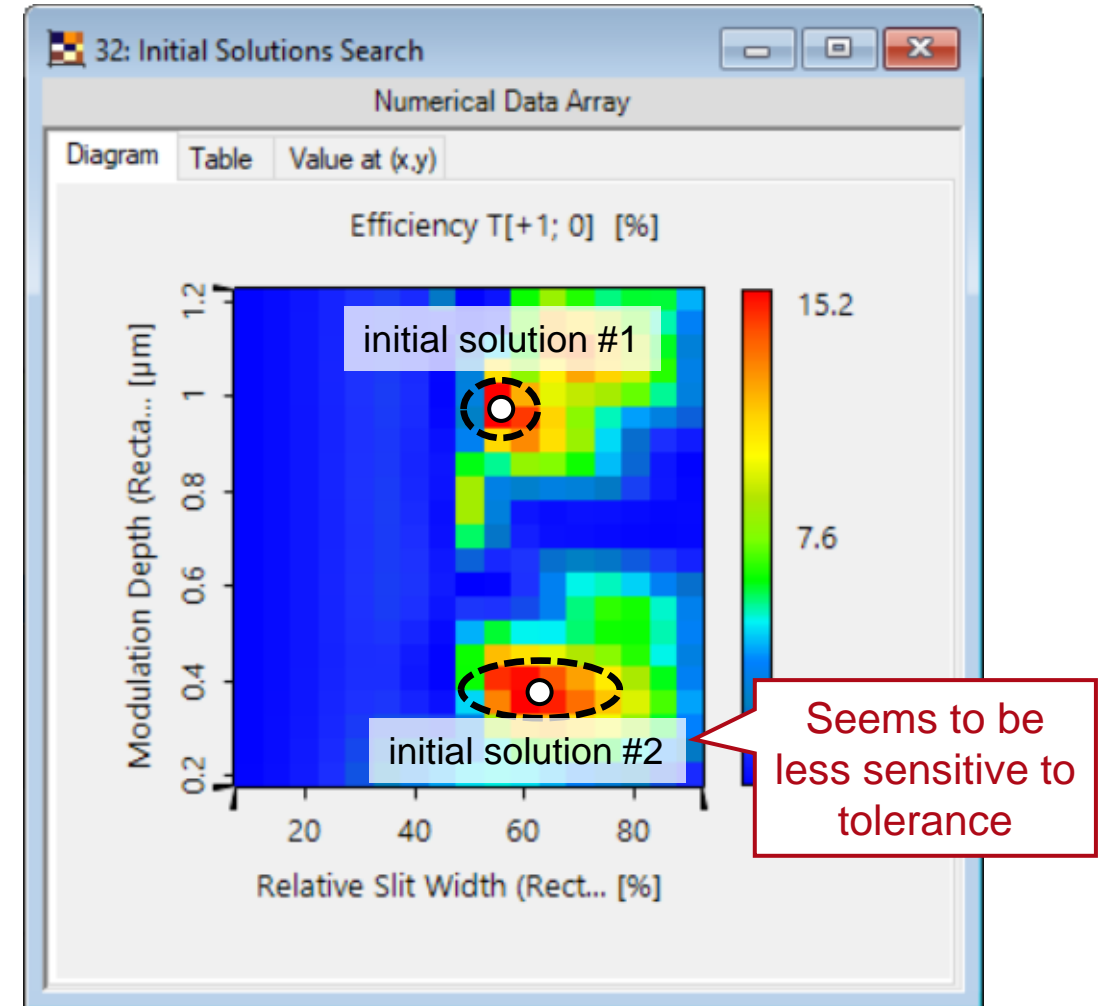 32: Initial Solutions Search
Numerical Data Array
Diagram Table Value at (x,y)
Efficiency T[+1; 0] [%]
Modulation Depth (Recta... [µm]
1.2
1
0.8
0.6
0.4
0.2
initial solution #1
initial solution #2
15.2
7.6
Seems to be
less sensitive to
tolerance
20 40 60 80
Relative Slit Width (Rect... [%]